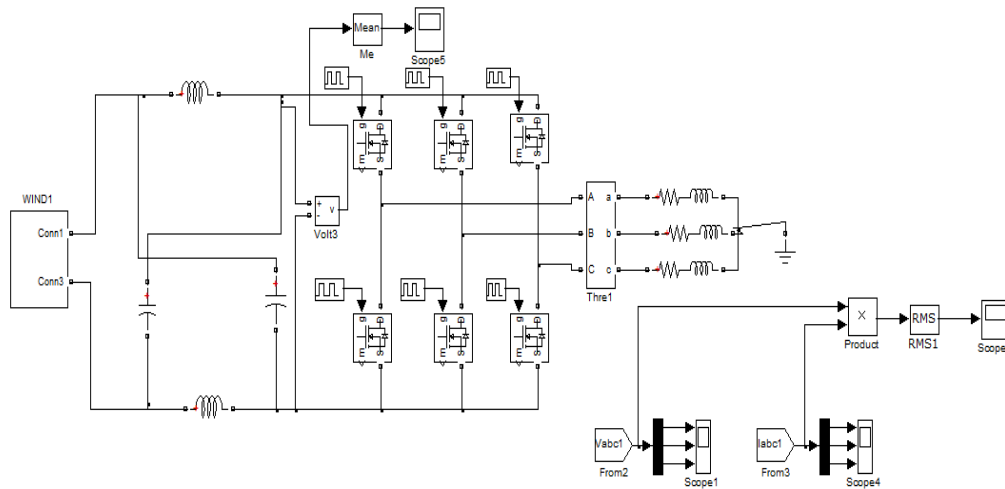 Mean
Me
Scope5
WIND1
Conn1
Conn3
g
D
E
S
g
D
E
S
g
D
E
S
+
-
v
Volt3
A
B
C
a
b
c
Thre1
g
D
E
S
g
D
E
S
g
D
E
S
X
Product
RMS
RMS1
Scope
Vabc1
From2
Scope1
Iabc1
From3
Scope4